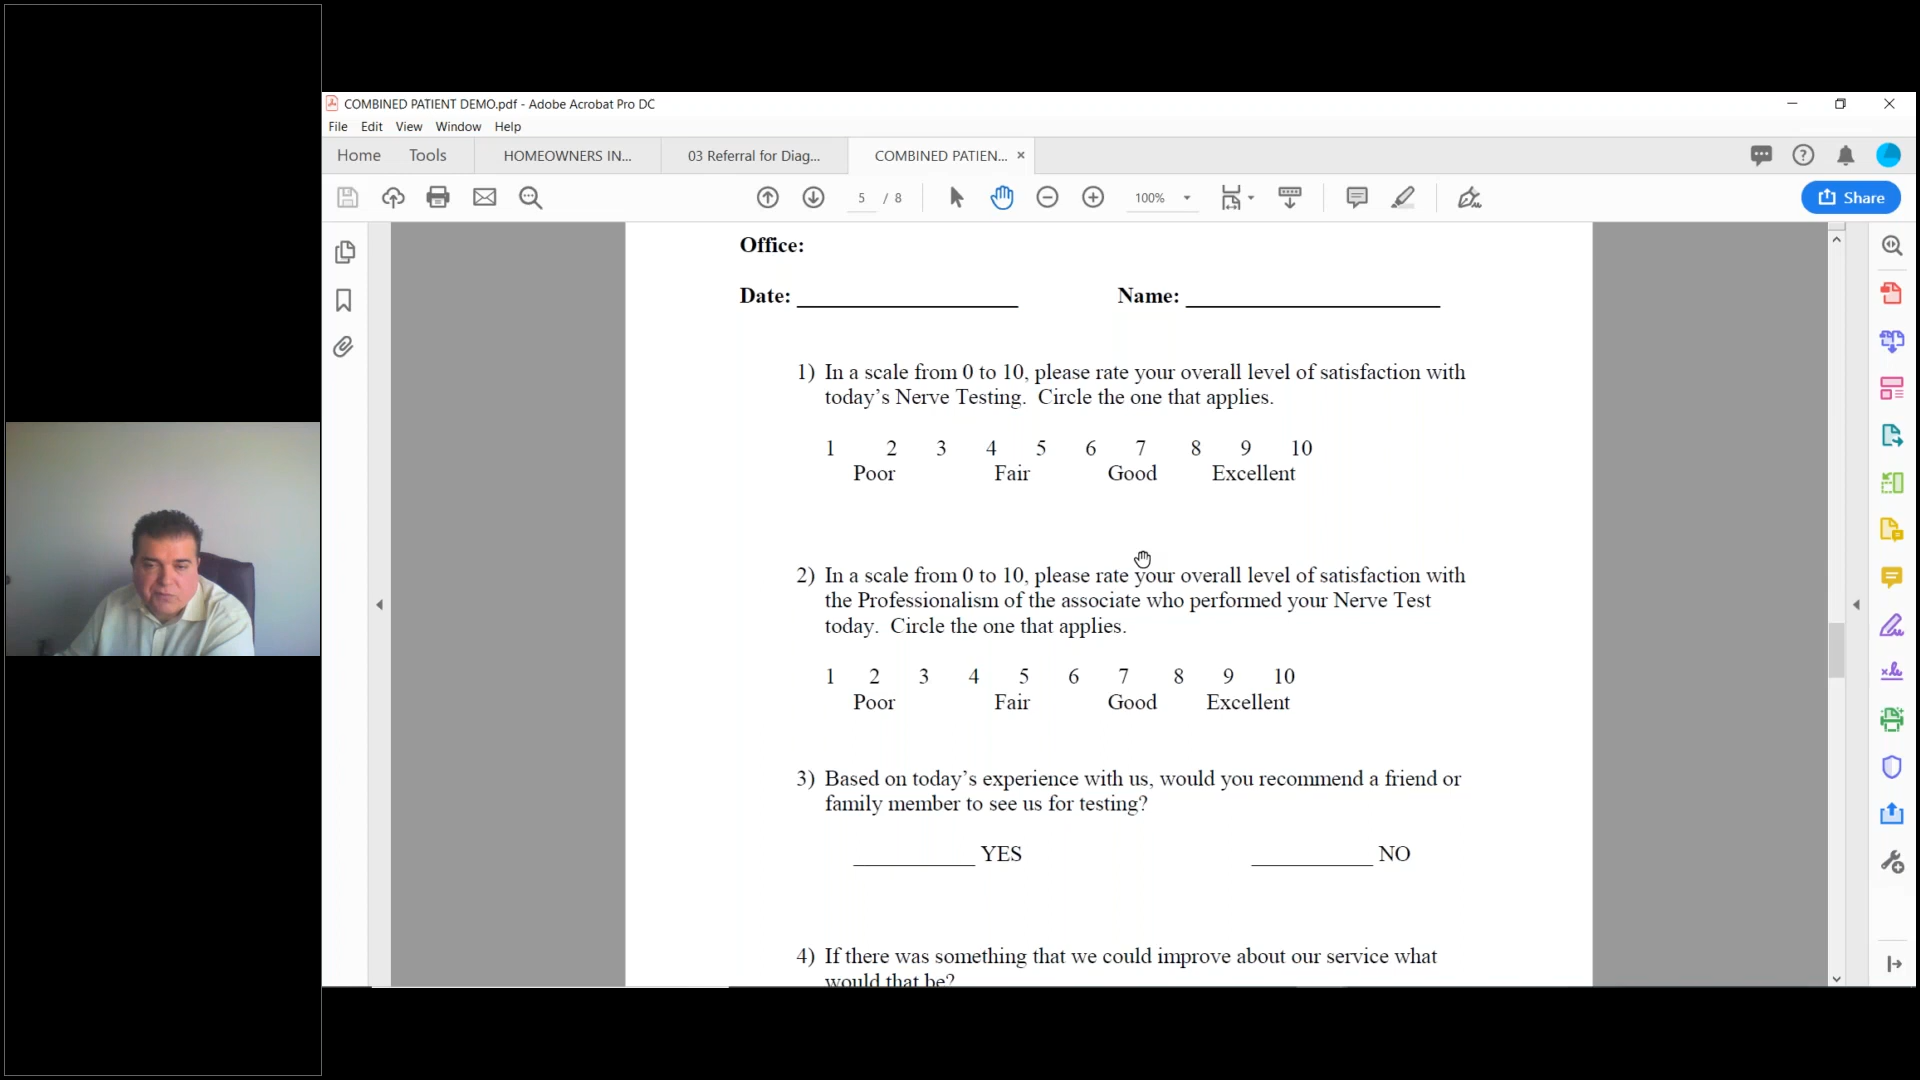 COMBINED PATIENT DEMO.pdf - Adobe Acrobat Pro DC
File Edit View Window Help
Home Tools HOMEOWNERS IN... 03 Referral for Diag... COMBINED PATIEN... ×
5 / 8 100% Share
Office:
Date: ____________________ Name: _______________________
1) In a scale from 0 to 10, please rate your overall level of satisfaction with
today’s Nerve Testing. Circle the one that applies.
1 2 3 4 5 6 7 8 9 10
Poor Fair Good Excellent
2) In a scale from 0 to 10, please rate your overall level of satisfaction with
the Professionalism of the associate who performed your Nerve Test
today. Circle the one that applies.
1 2 3 4 5 6 7 8 9 10
Poor Fair Good Excellent
3) Based on today’s experience with us, would you recommend a friend or
family member to see us for testing?
___________ YES ___________ NO
4) If there was something that we could improve about our service what
would that be?